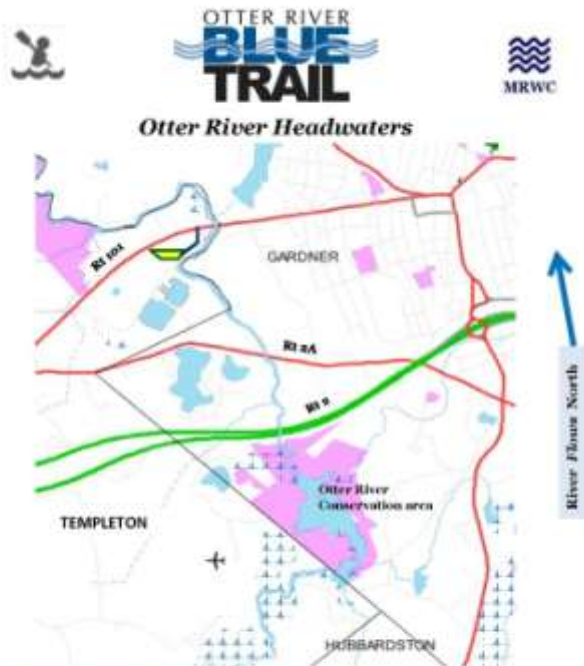 OTTER RIVER
BLUE
TRAIL
MRWC
Otter River Headwaters
Rt 101
GARDNER
Rt 2A
Rt 2
River Flows North
Otter River
Conservation area
TEMPLETON
HUBBARDSTON